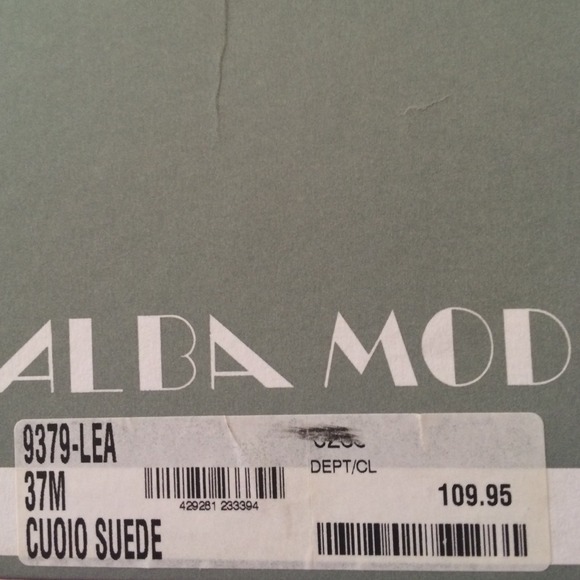 ALBA MOD
9379-LEA
DEPT/CL
37M
429281 233394
109.95
CUOIO SUEDE